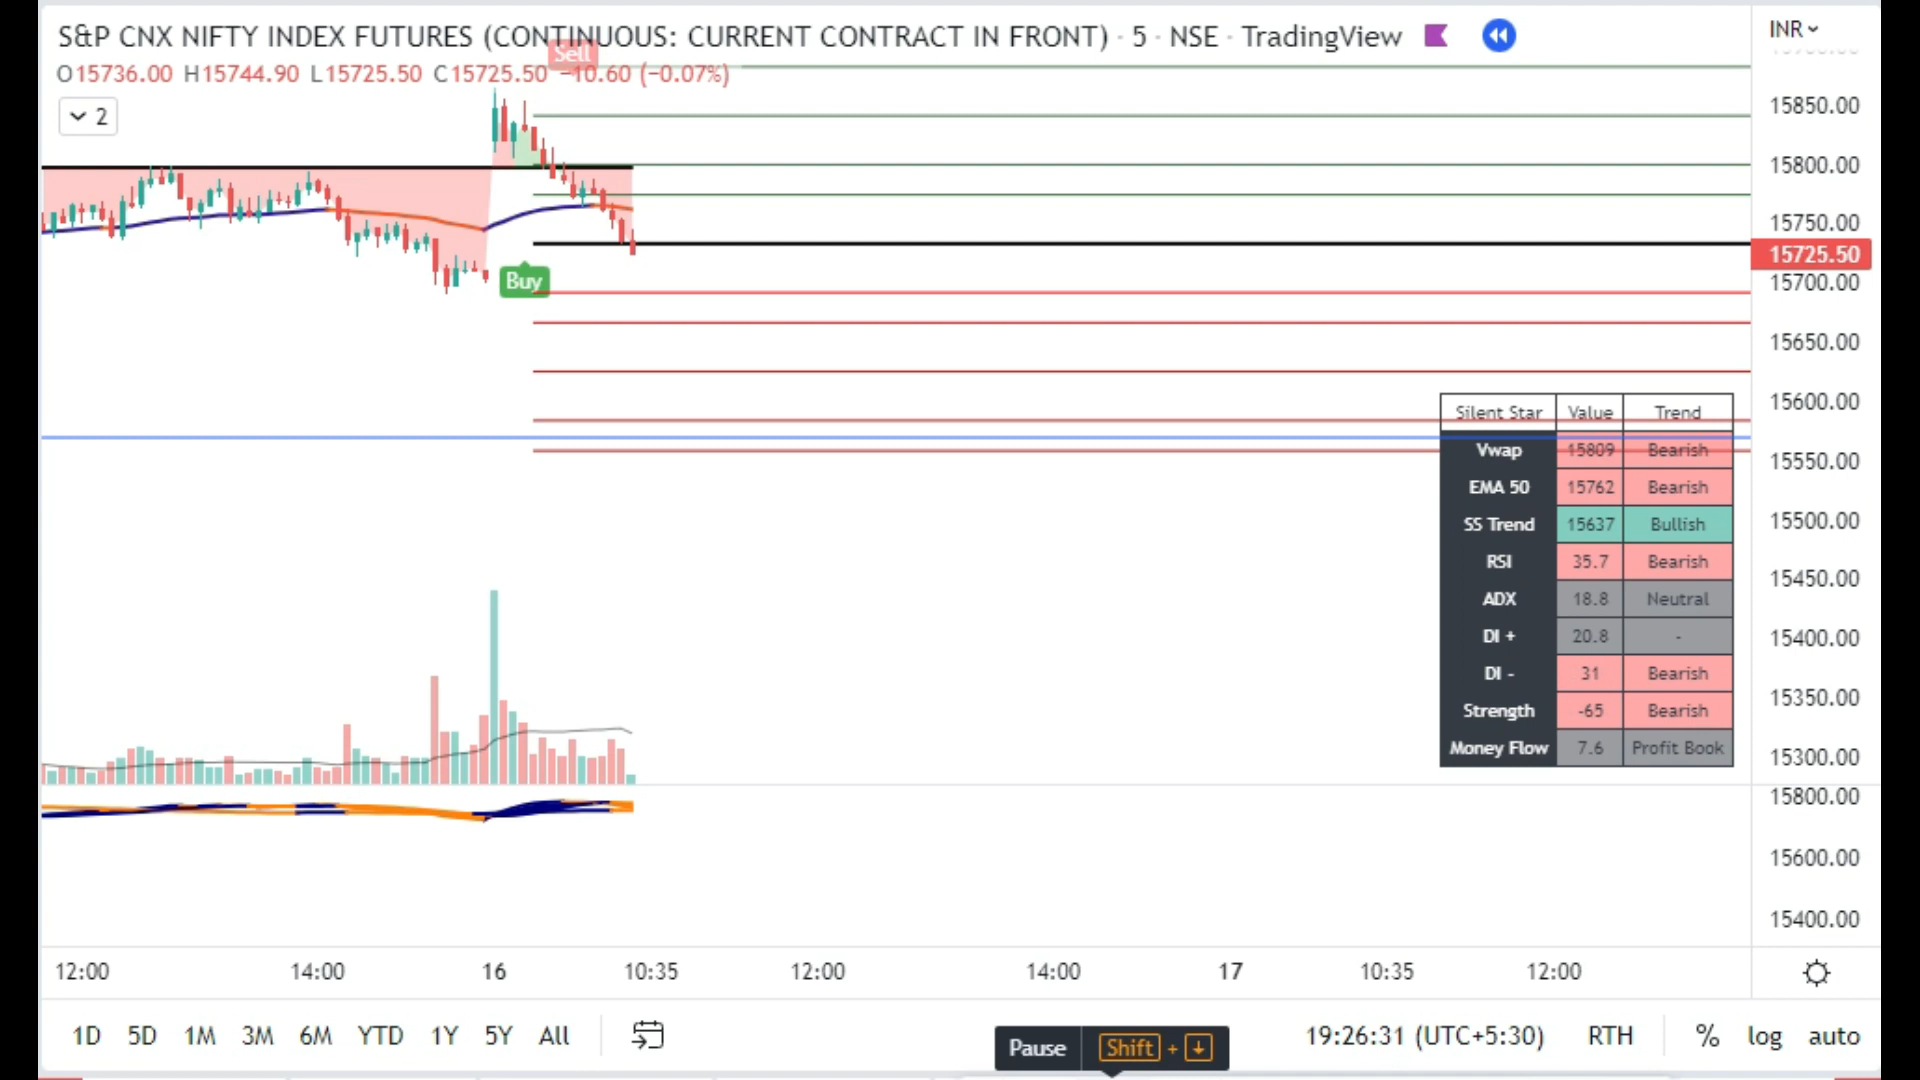 S&P CNX NIFTY INDEX FUTURES (CONTINUOUS: CURRENT CONTRACT IN FRONT) · 5 · NSE · TradingView
INR
Sell
O15736.00 H15744.90 L15725.50 C15725.50 −10.60 (−0.07%)
2
15850.00
15800.00
15750.00
15725.50
15700.00
Buy
15650.00
15600.00
15550.00
15500.00
15450.00
15400.00
15350.00
15300.00
15800.00
15600.00
15400.00
Silent Star Value Trend
Vwap 15809 Bearish
EMA 50 15762 Bearish
SS Trend 15637 Bullish
RSI 35.7 Bearish
ADX 18.8 Neutral
DI + 20.8 -
DI - 31 Bearish
Strength -65 Bearish
Money Flow 7.6 Profit Book
12:00 14:00 16 10:35 12:00 14:00 17 10:35 12:00
1D 5D 1M 3M 6M YTD 1Y 5Y All
Pause Shift + ↓
19:26:31 (UTC+5:30) RTH % log auto